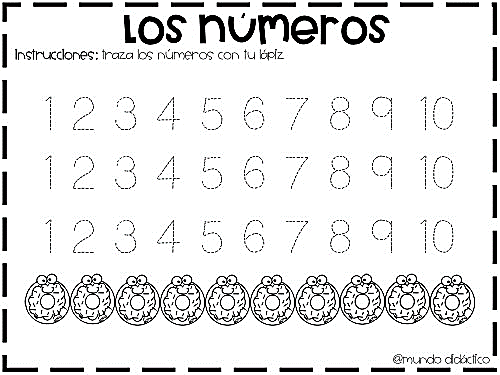 Los números
Instrucciones: traza los números con tu lápiz
1 2 3 4 5 6 7 8 9 10
1 2 3 4 5 6 7 8 9 10
1 2 3 4 5 6 7 8 9 10
@mundo didáctico